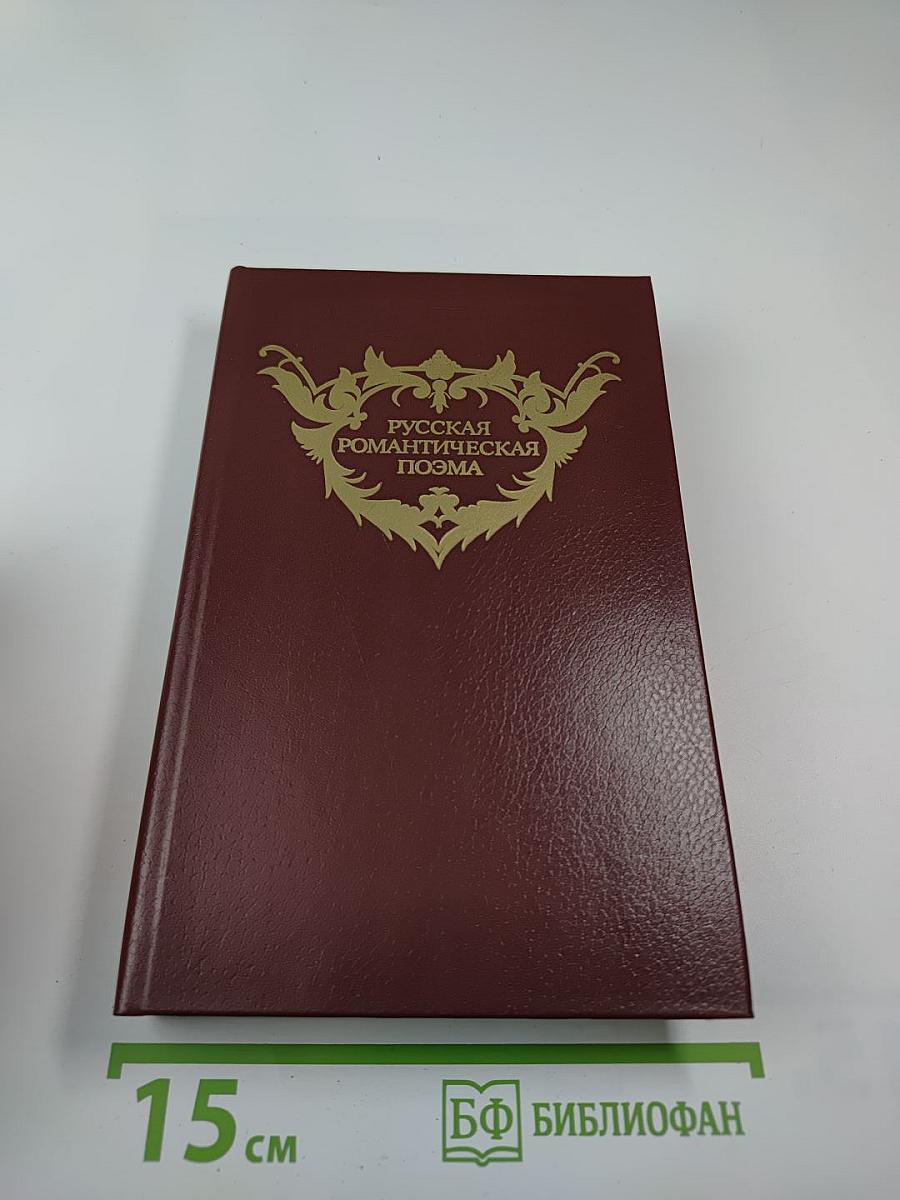 РУССКАЯ
РОМАНТИЧЕСКАЯ
ПОЭМА
15 см
БФ БИБЛИОФАН